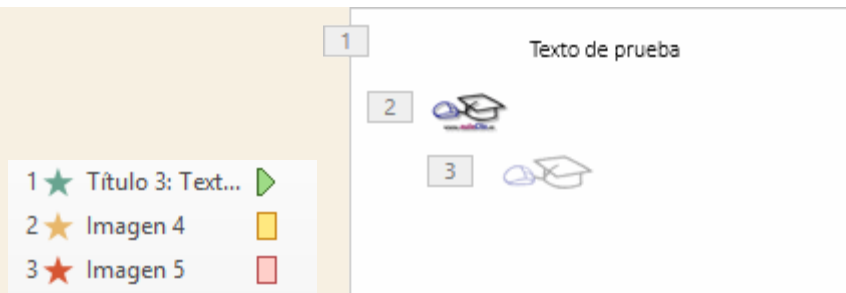 1
Texto de prueba
2
3
1 Título 3: Text...
2 Imagen 4
3 Imagen 5